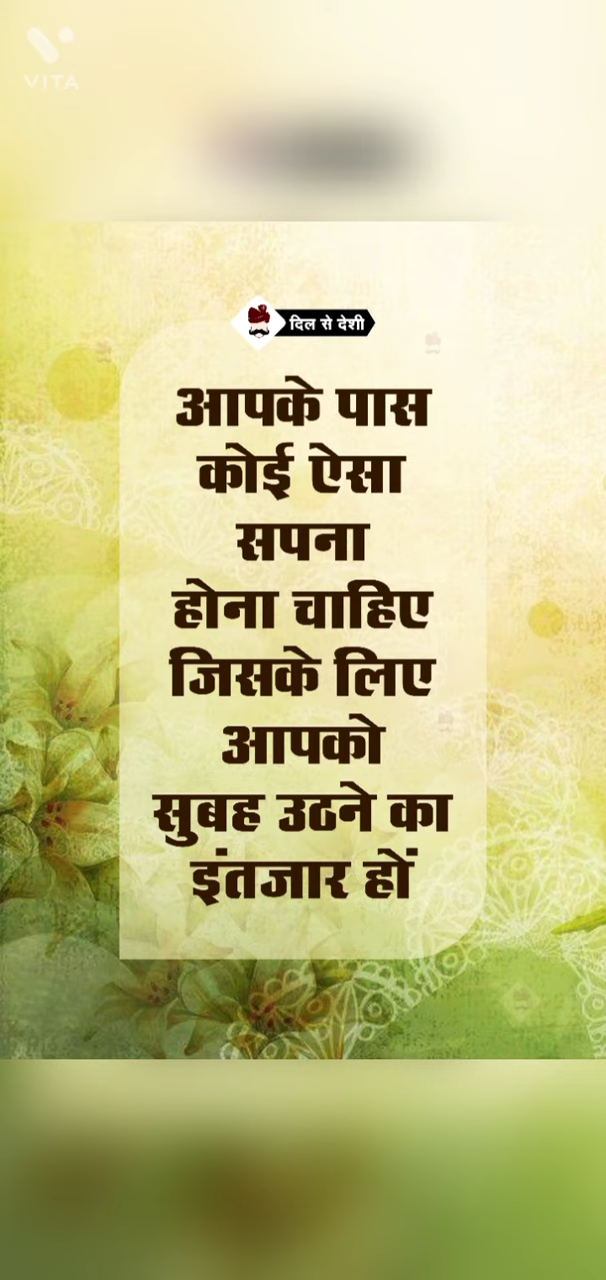 VITA
दिल से देशी
आपके पास
कोई ऐसा
सपना
होना चाहिए
जिसके लिए
आपको
सुबह उठने का
इंतजार हों